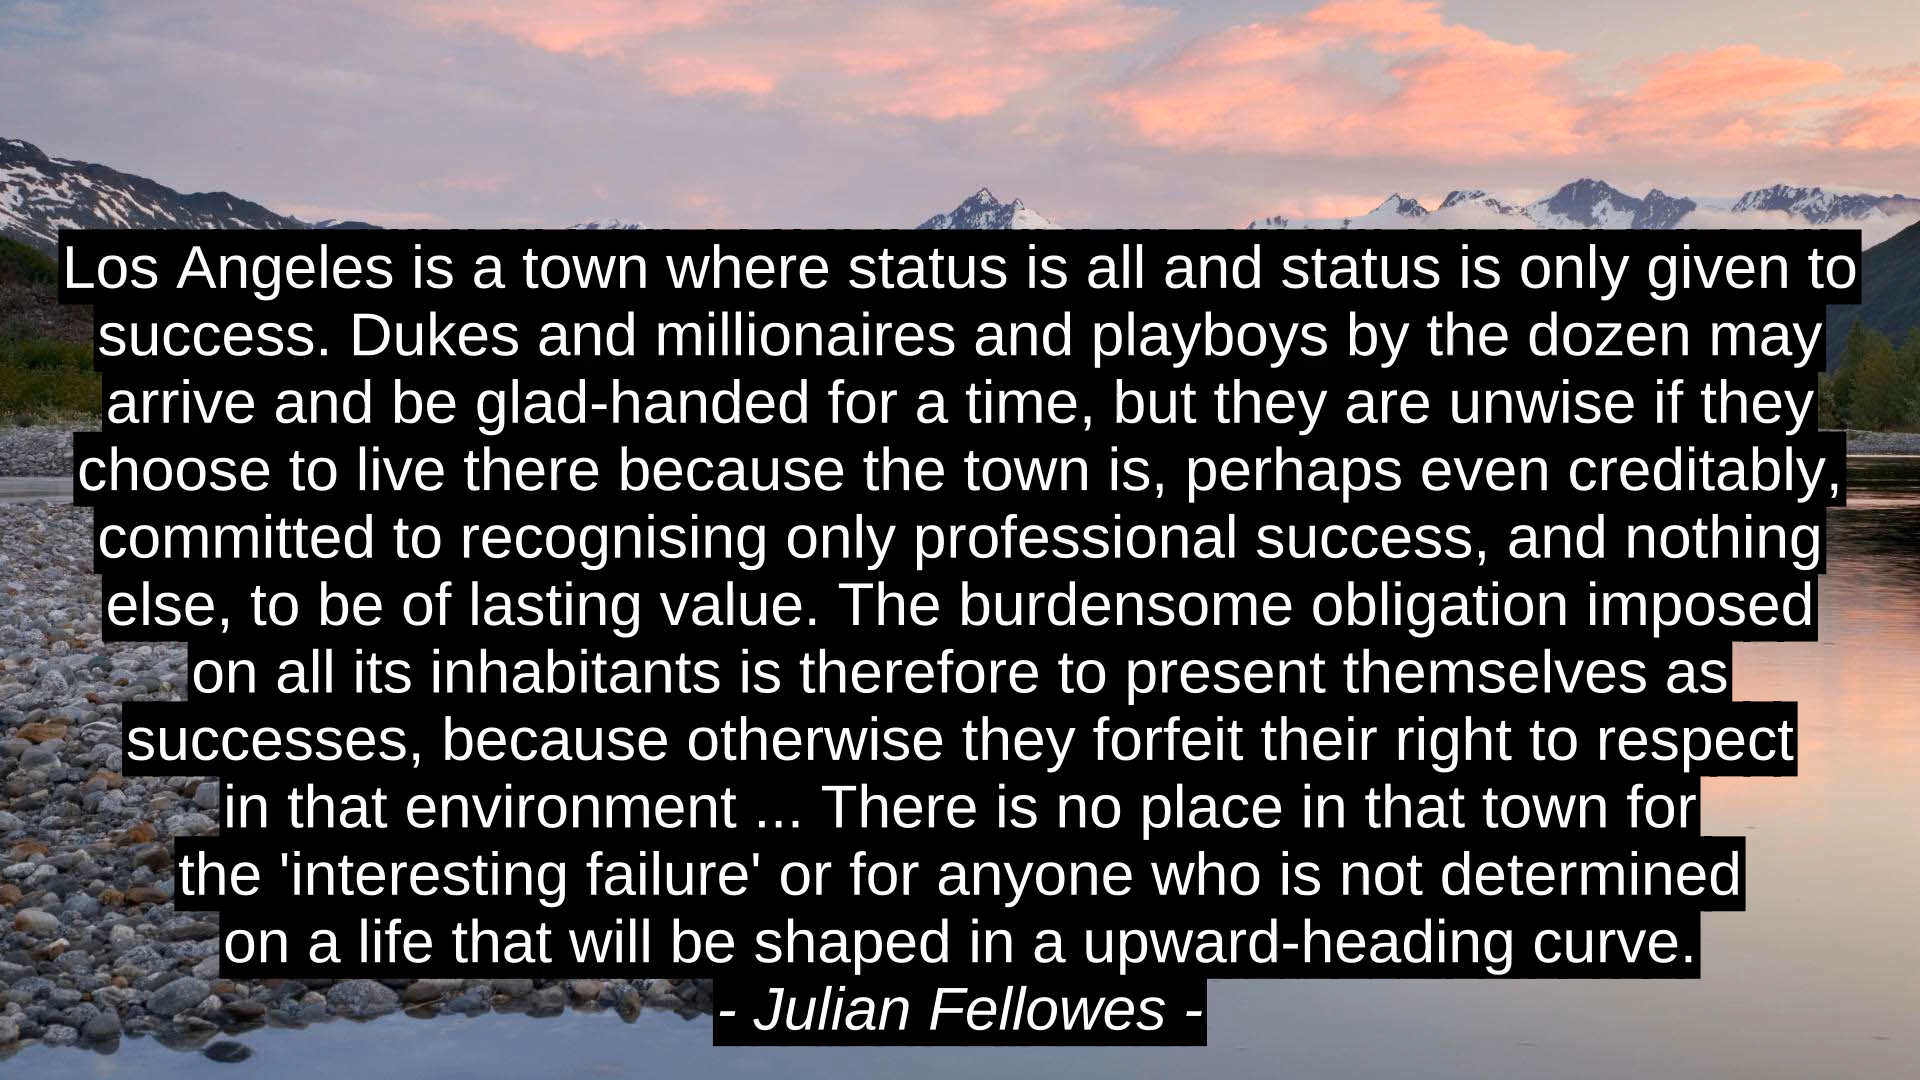 Los Angeles is a town where status is all and status is only given to
success. Dukes and millionaires and playboys by the dozen may
arrive and be glad-handed for a time, but they are unwise if they
choose to live there because the town is, perhaps even creditably,
committed to recognising only professional success, and nothing
else, to be of lasting value. The burdensome obligation imposed
on all its inhabitants is therefore to present themselves as
successes, because otherwise they forfeit their right to respect
in that environment ... There is no place in that town for
the 'interesting failure' or for anyone who is not determined
on a life that will be shaped in a upward-heading curve.
- Julian Fellowes -